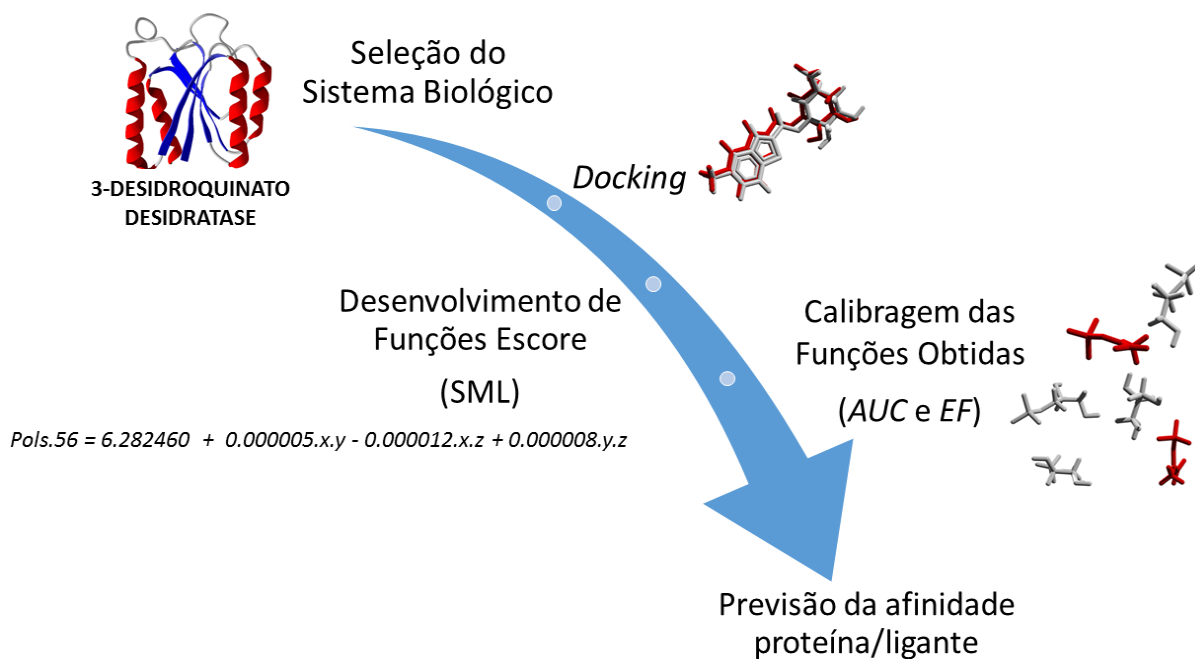 Seleção do
Sistema Biológico
3-DESIDROQUINATO
DESIDRATASE
Docking
Desenvolvimento de
Funções Escore
(SML)
Pols.56 = 6.282460 + 0.000005.x.y - 0.000012.x.z + 0.000008.y.z
Calibragem das
Funções Obtidas
(AUC e EF)
Previsão da afinidade
proteína/ligante